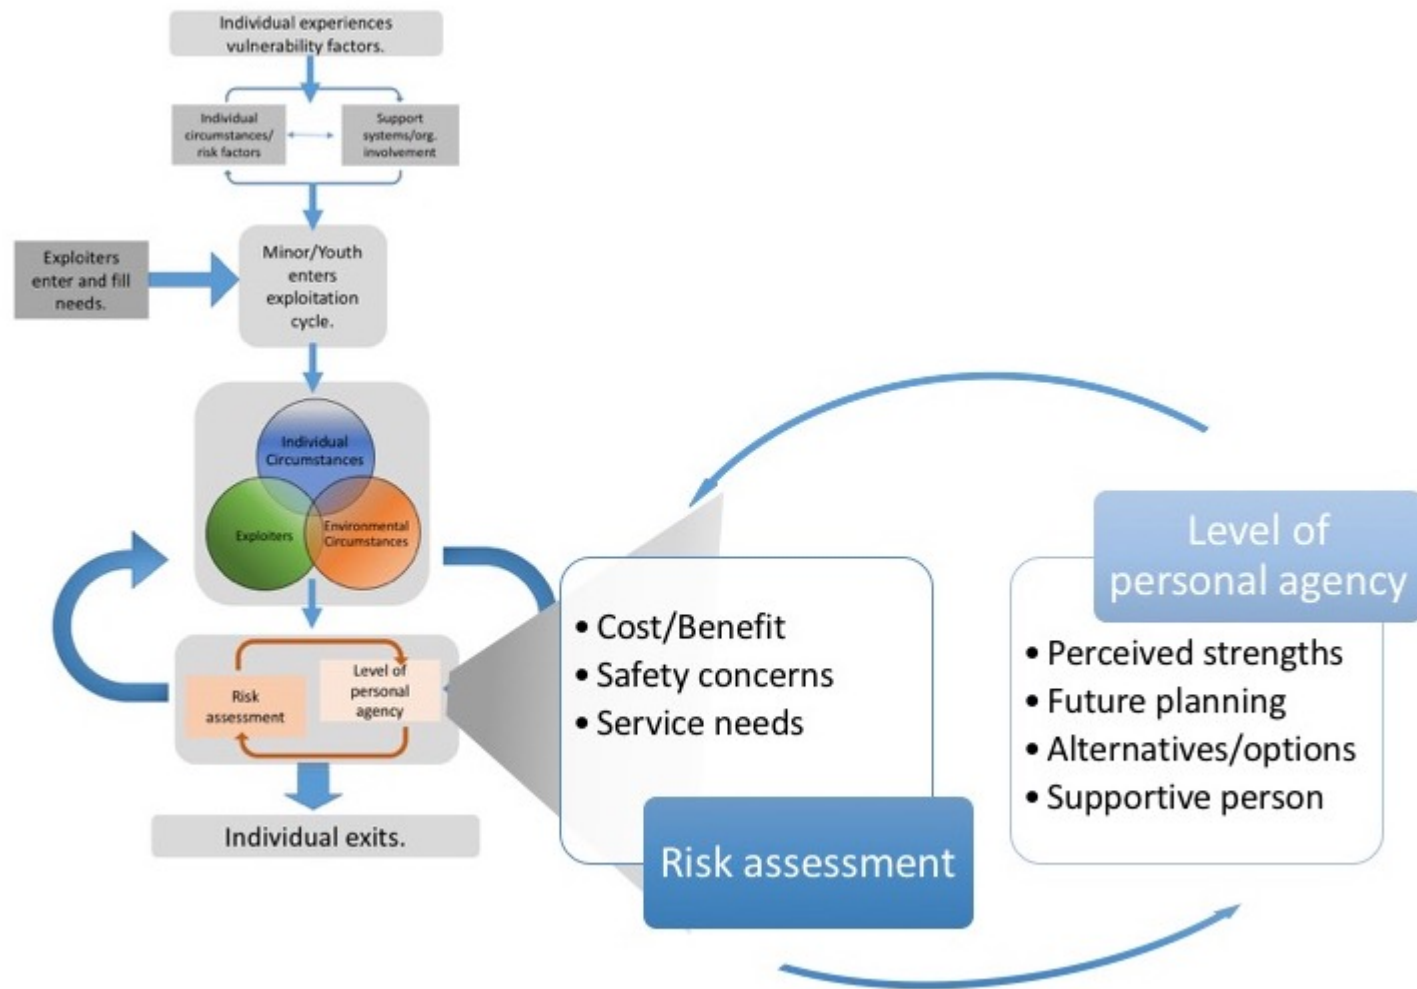 Individual experiences
vulnerability factors.
Individual
circumstances/
risk factors
Support
systems/org.
involvement
Exploiters
enter and fill
needs.
Minor/Youth
enters
exploitation
cycle.
Individual
Circumstances
Exploiters
Environmental
Circumstances
Risk
assessment
Level of
personal
agency
Individual exits.
• Cost/Benefit
• Safety concerns
• Service needs
Risk assessment
Level of
personal agency
• Perceived strengths
• Future planning
• Alternatives/options
• Supportive person